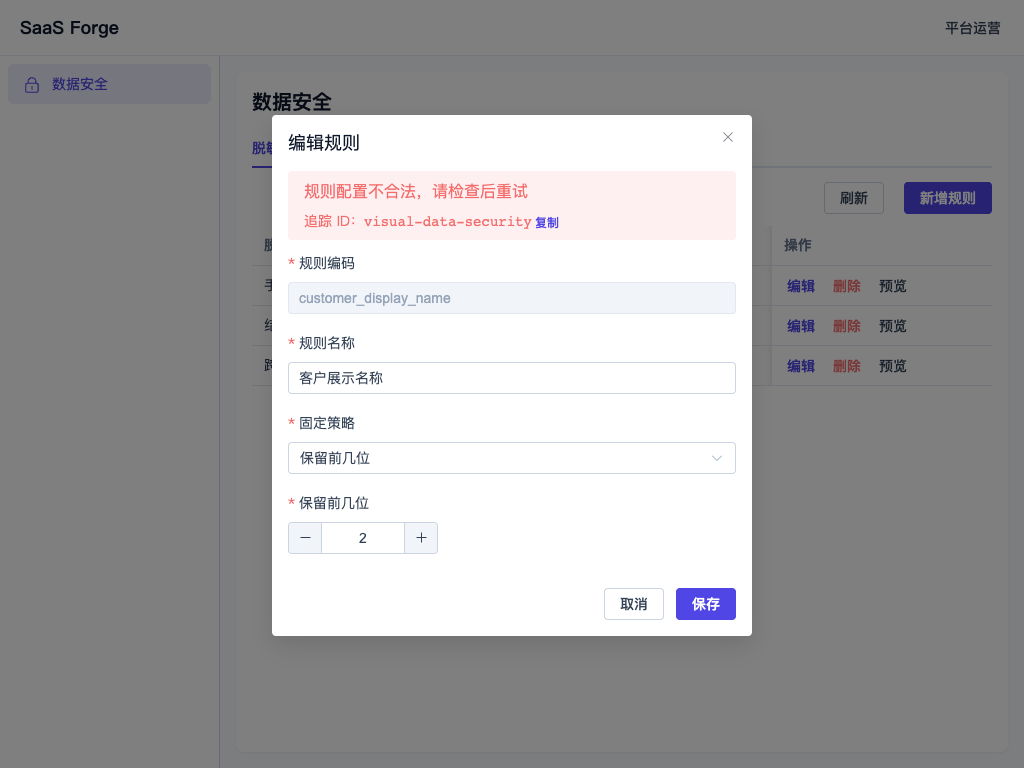 SaaS Forge
平台运营
数据安全
数据安全
编辑规则
规则配置不合法，请检查后重试
追踪 ID：visual-data-security 复制
刷新
新增规则
* 规则编码
customer_display_name
操作
编辑 删除 预览
* 规则名称
客户展示名称
编辑 删除 预览
编辑 删除 预览
* 固定策略
保留前几位
* 保留前几位
2
取消
保存